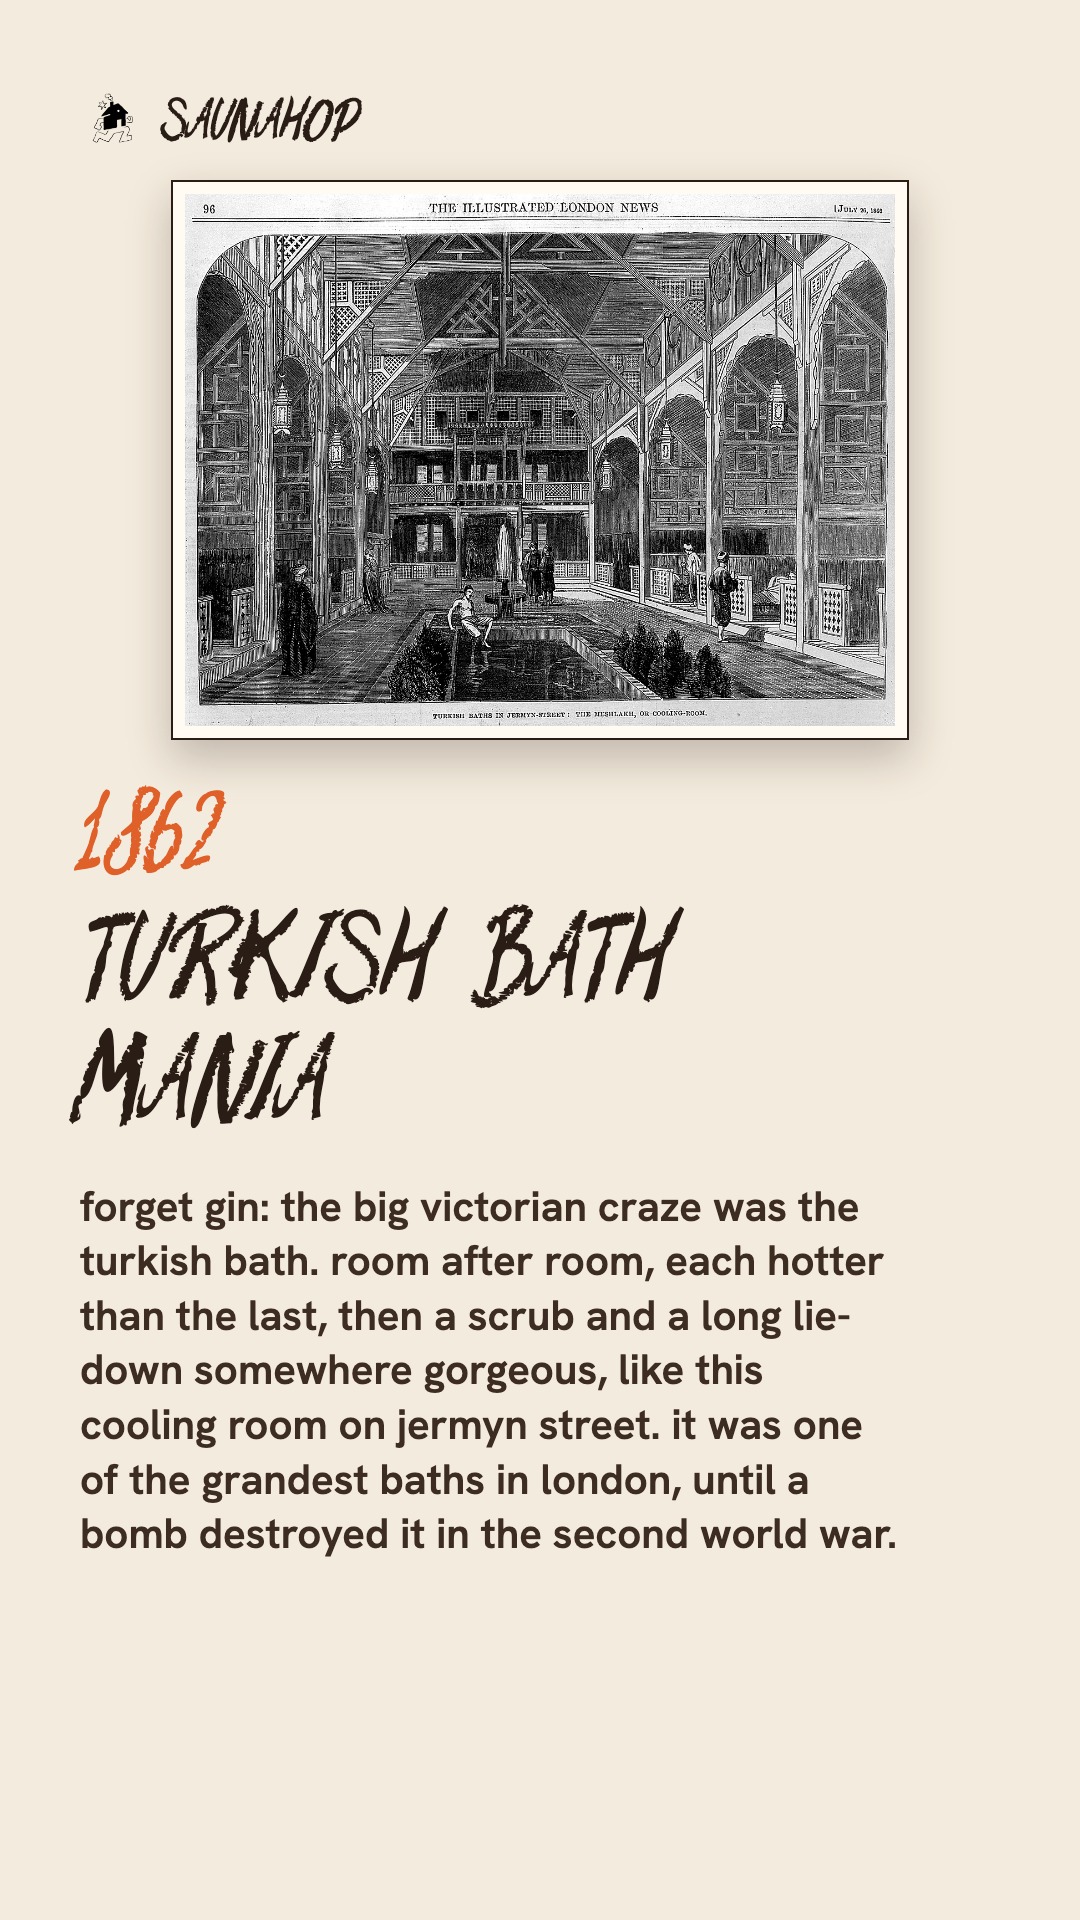 SAUNAHOP
96 THE ILLUSTRATED LONDON NEWS [JULY 26, 1862
TURKISH BATHS IN JERMYN-STREET: THE MUSHLAKH, OR COOLING-ROOM.
1862
TURKISH BATH
MANIA
forget gin: the big victorian craze was the
turkish bath. room after room, each hotter
than the last, then a scrub and a long lie-
down somewhere gorgeous, like this
cooling room on jermyn street. it was one
of the grandest baths in london, until a
bomb destroyed it in the second world war.